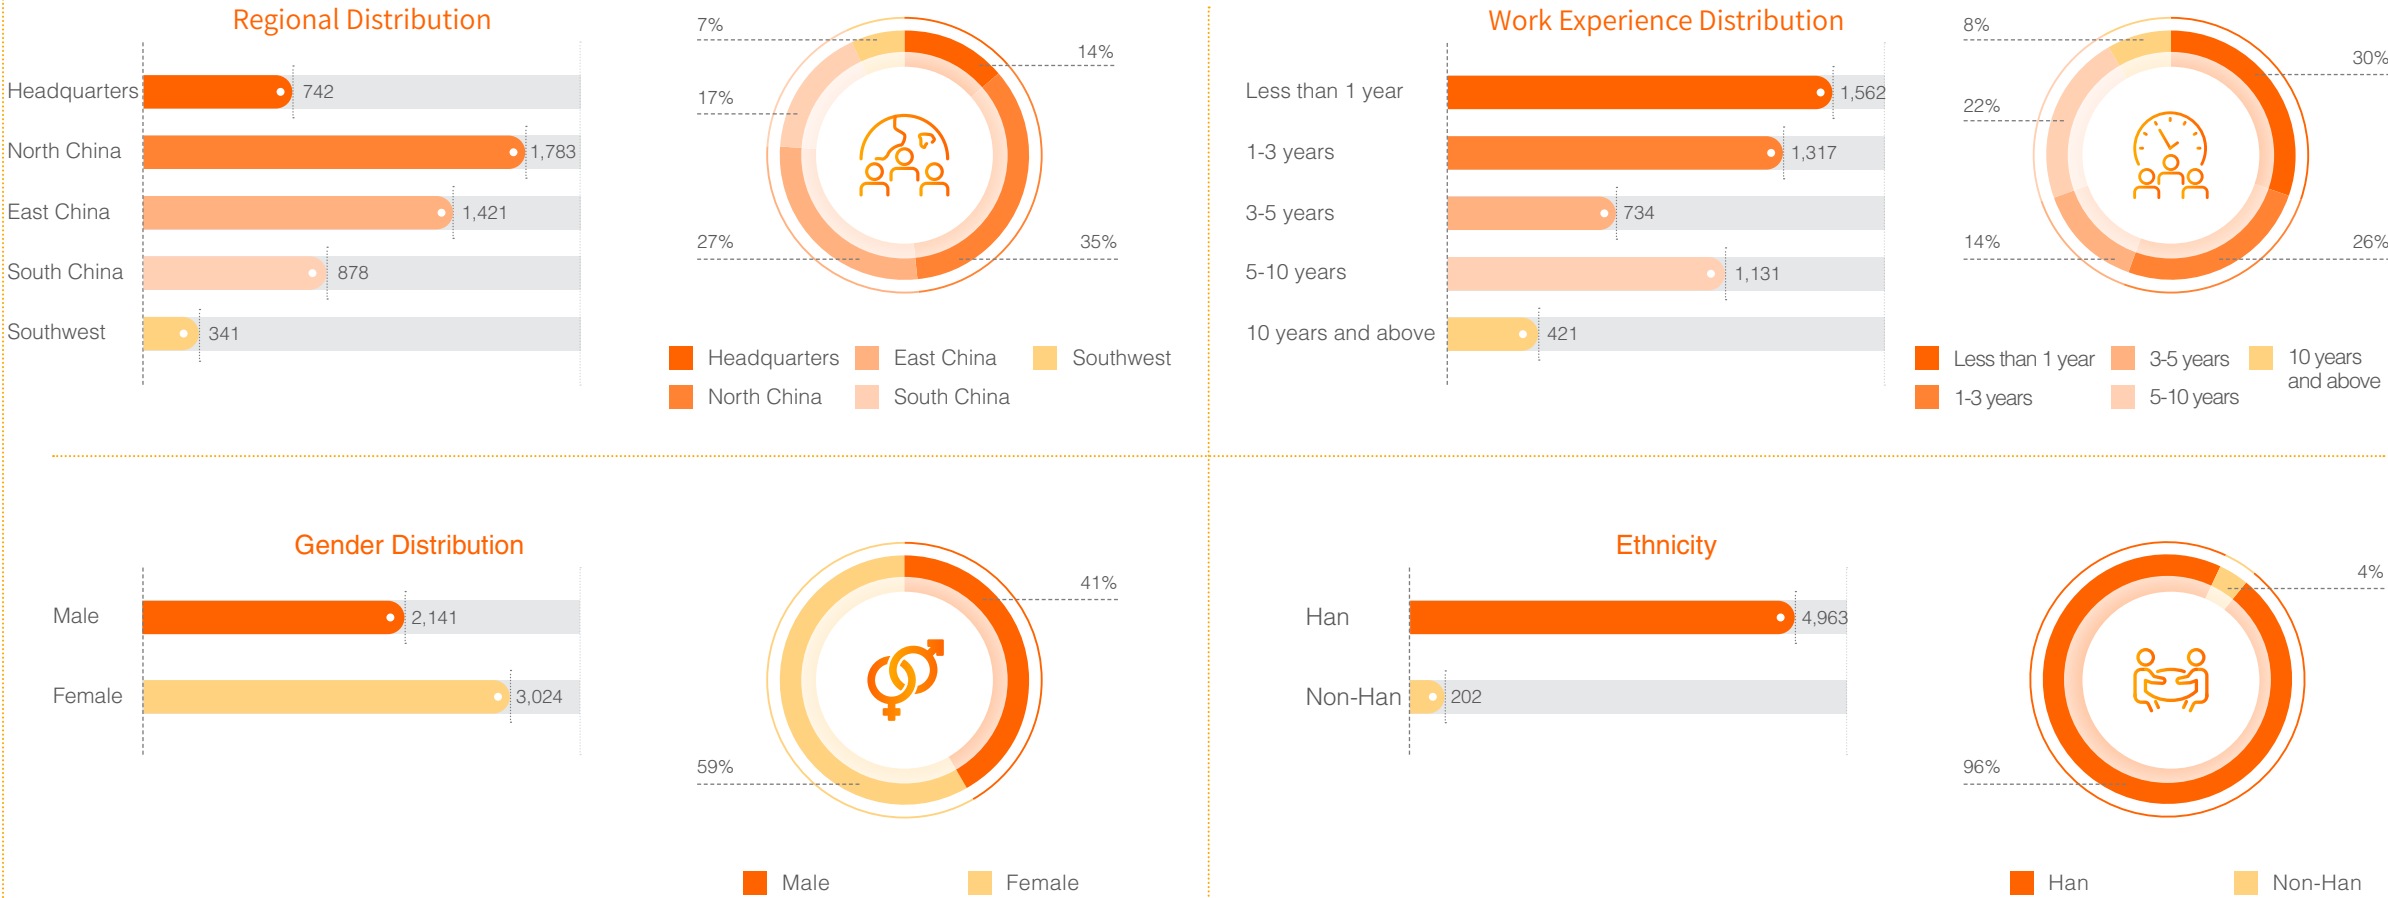 Regional Distribution
Headquarters
742
North China
1,783
East China
1,421
South China
878
Southwest
341
7%
14%
17%
27%
35%
Headquarters
East China
Southwest
North China
South China
Work Experience Distribution
Less than 1 year
1,562
1-3 years
1,317
3-5 years
734
5-10 years
1,131
10 years and above
421
8%
30%
22%
14%
26%
Less than 1 year
3-5 years
10 years
and above
1-3 years
5-10 years
Gender Distribution
Male
2,141
Female
3,024
41%
59%
Male
Female
Ethnicity
Han
4,963
Non-Han
202
4%
96%
Han
Non-Han